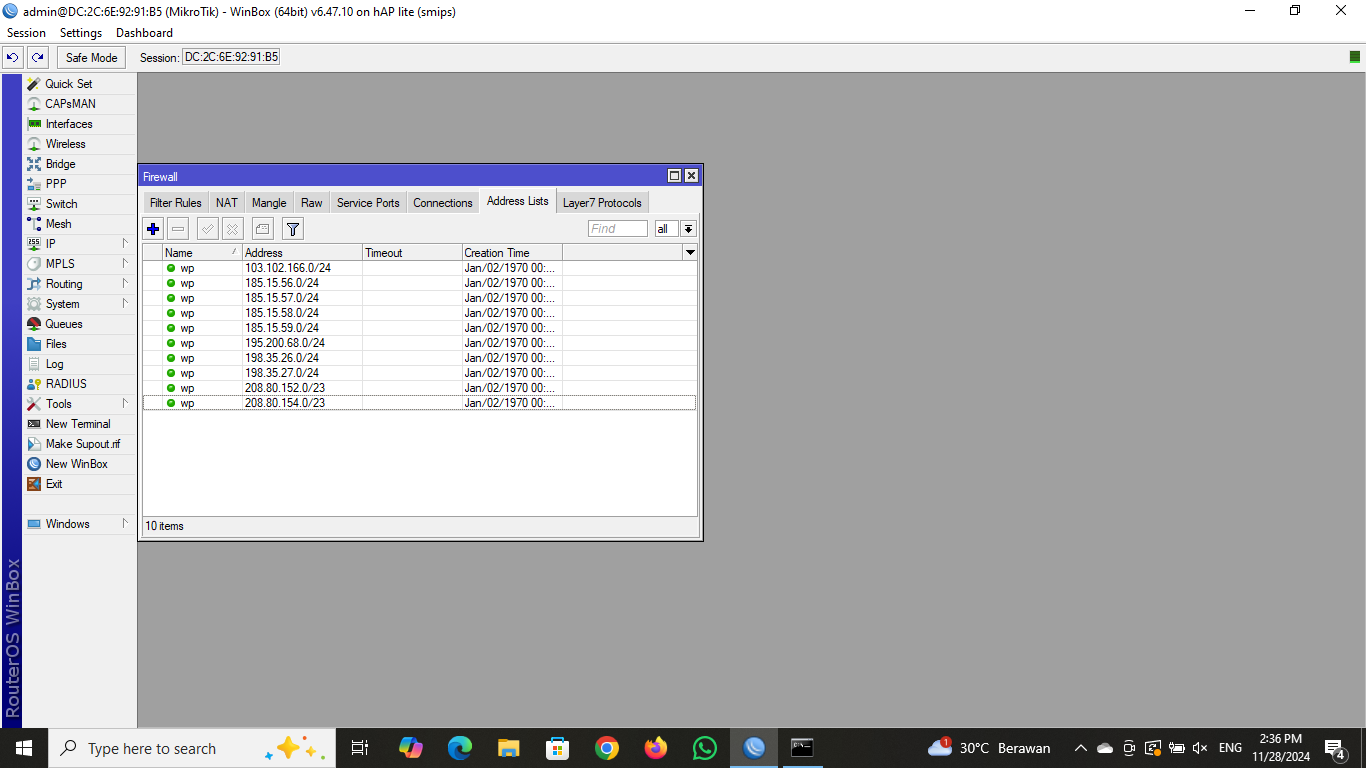 admin@DC:2C:6E:92:91:B5 (MikroTik) - WinBox (64bit) v6.47.10 on hAP lite (smips)
Session Settings Dashboard
Safe Mode Session: DC:2C:6E:92:91:B5
Quick Set
CAPsMAN
Interfaces
Wireless
Bridge
PPP
Switch
Mesh
IP
MPLS
Routing
System
Queues
Files
Log
RADIUS
Tools
New Terminal
Make Supout.rif
New WinBox
Exit
Windows
RouterOS WinBox
Firewall
Filter Rules NAT Mangle Raw Service Ports Connections Address Lists Layer7 Protocols
Find all
Name Address Timeout Creation Time
wp 103.102.166.0/24 Jan/02/1970 00:...
wp 185.15.56.0/24 Jan/02/1970 00:...
wp 185.15.57.0/24 Jan/02/1970 00:...
wp 185.15.58.0/24 Jan/02/1970 00:...
wp 185.15.59.0/24 Jan/02/1970 00:...
wp 195.200.68.0/24 Jan/02/1970 00:...
wp 198.35.26.0/24 Jan/02/1970 00:...
wp 198.35.27.0/24 Jan/02/1970 00:...
wp 208.80.152.0/23 Jan/02/1970 00:...
wp 208.80.154.0/23 Jan/02/1970 00:...
10 items
Type here to search
1 30°C Berawan ENG 2:36 PM
11/28/2024 4